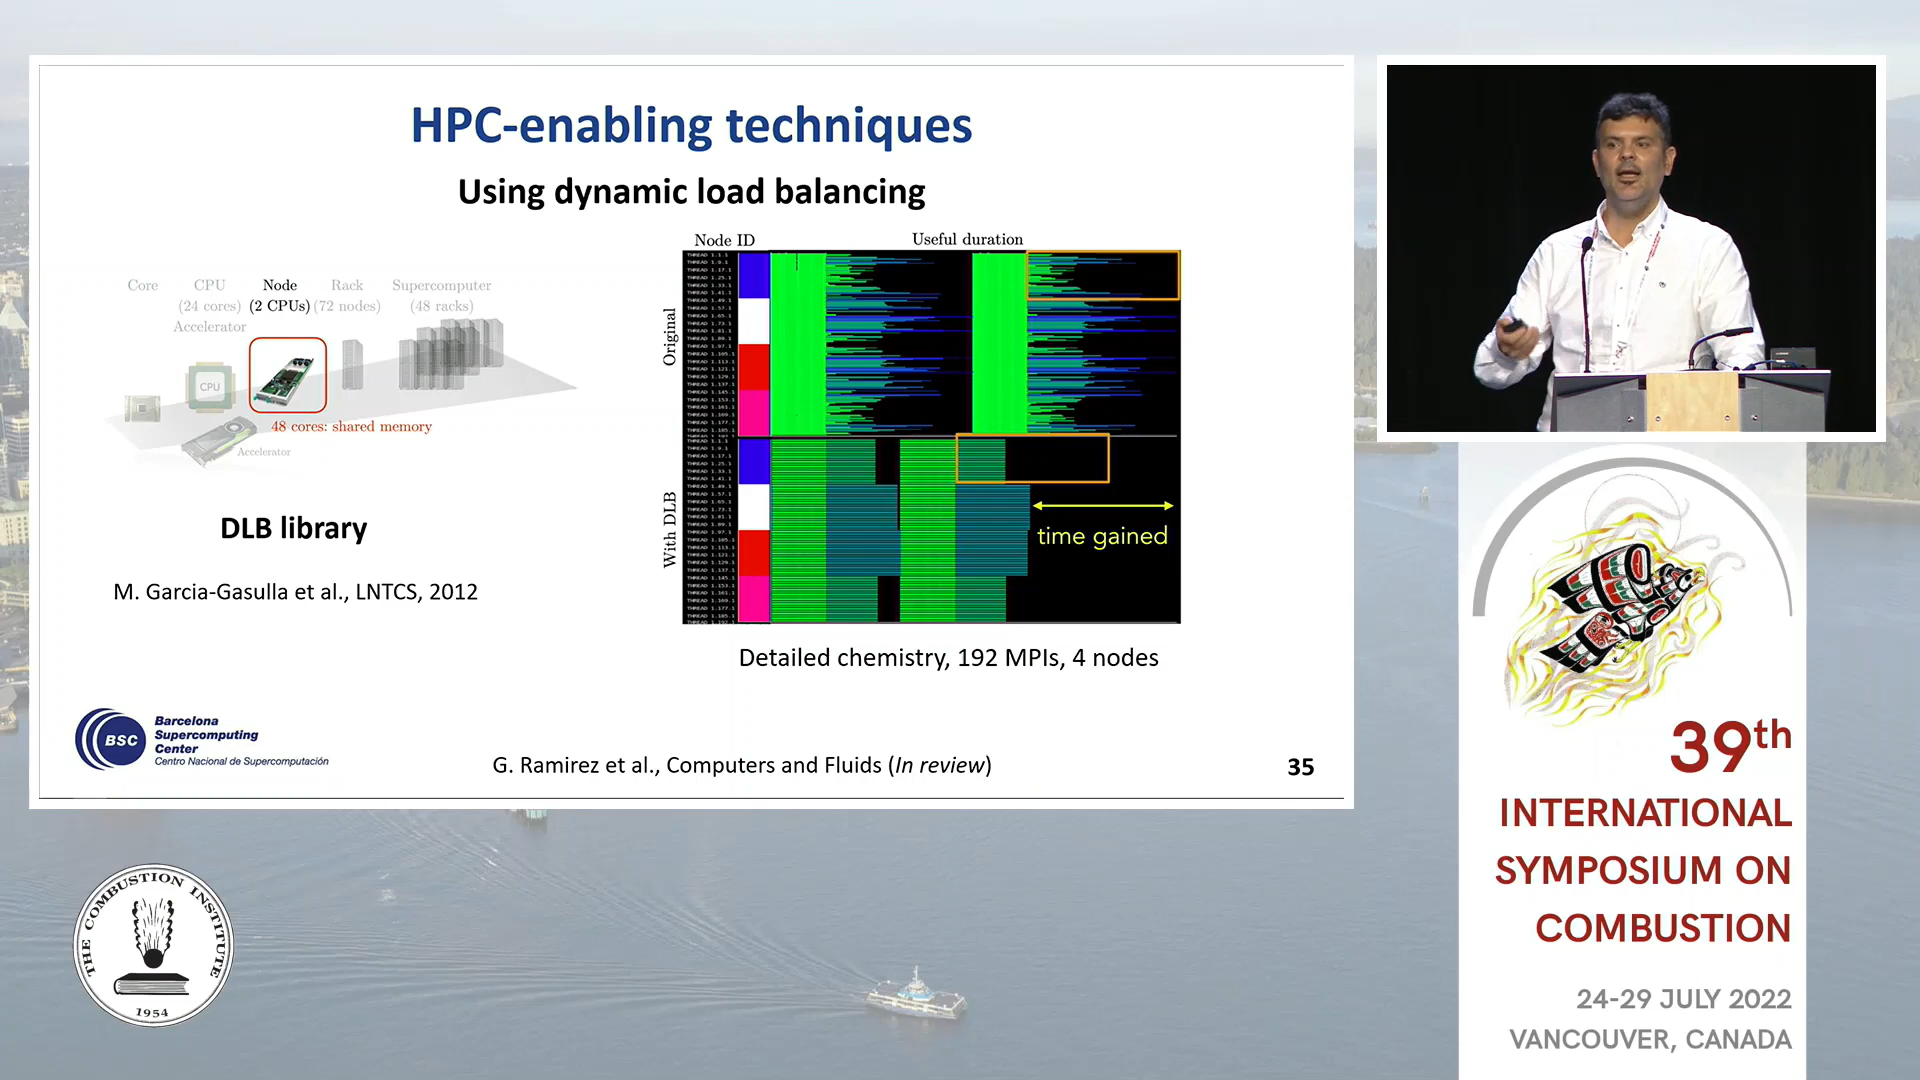 HPC-enabling techniques
Using dynamic load balancing
Core
CPU
(24 cores)
Accelerator
Node
(2 CPUs)
Rack
(72 nodes)
Supercomputer
(48 racks)
CPU
48 cores: shared memory
Accelerator
DLB library
M. Garcia-Gasulla et al., LNTCS, 2012
Node ID
Useful duration
Original
With DLB
time gained
Detailed chemistry, 192 MPIs, 4 nodes
BSC
Barcelona
Supercomputing
Center
Centro Nacional de Supercomputación
G. Ramirez et al., Computers and Fluids (In review)
35
39th
INTERNATIONAL
SYMPOSIUM ON
COMBUSTION
24-29 JULY 2022
VANCOUVER, CANADA
THE COMBUSTION INSTITUTE
1954